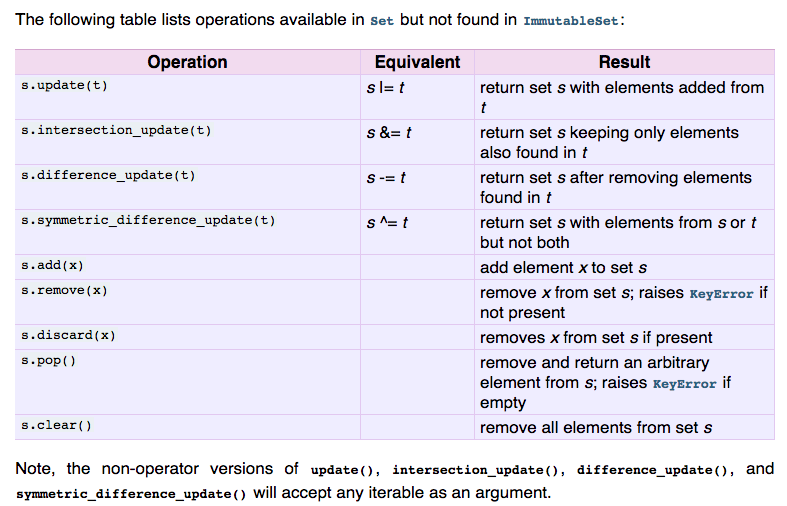 The following table lists operations available in Set but not found in ImmutableSet:
Operation Equivalent Result
s.update(t) s |= t return set s with elements added from
t
s.intersection_update(t) s &= t return set s keeping only elements
also found in t
s.difference_update(t) s -= t return set s after removing elements
found in t
s.symmetric_difference_update(t) s ^= t return set s with elements from s or t
but not both
s.add(x) add element x to set s
s.remove(x) remove x from set s; raises KeyError if
not present
s.discard(x) removes x from set s if present
s.pop() remove and return an arbitrary
element from s; raises KeyError if
empty
s.clear() remove all elements from set s
Note, the non-operator versions of update(), intersection_update(), difference_update(), and
symmetric_difference_update() will accept any iterable as an argument.